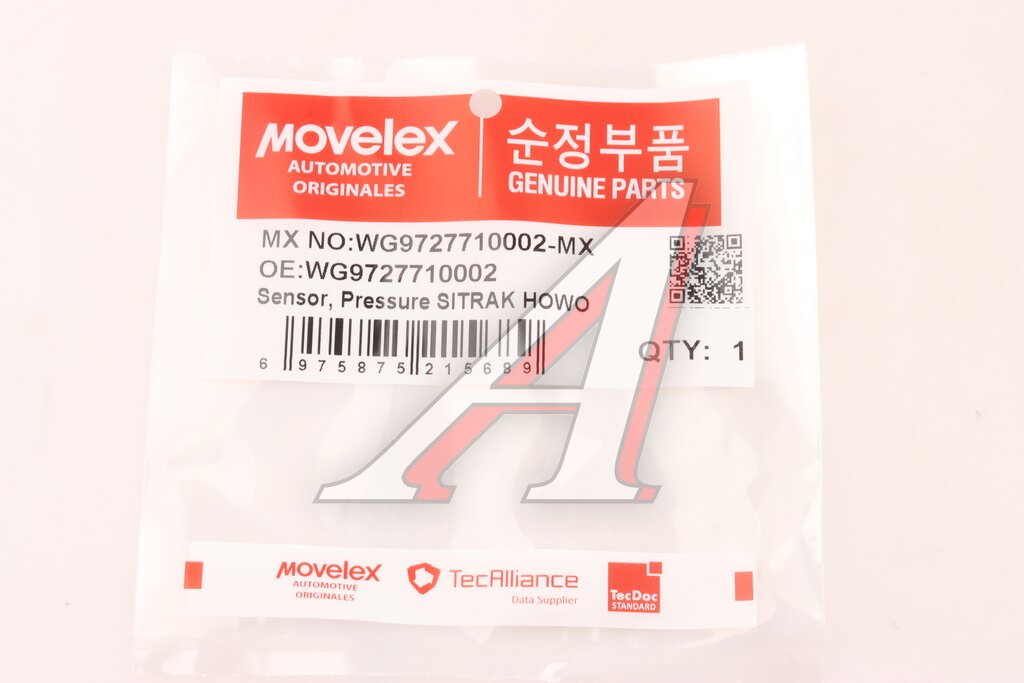 MOVELEX
AUTOMOTIVE
ORIGINALES
순정부품
GENUINE PARTS
MX NO:WG9727710002-MX
OE:WG9727710002
Sensor, Pressure SITRAK HOWO
6 975875 215689
QTY: 1
MOVELEX
AUTOMOTIVE
ORIGINALES
TecAlliance
Data Supplier
TecDoc
STANDARD